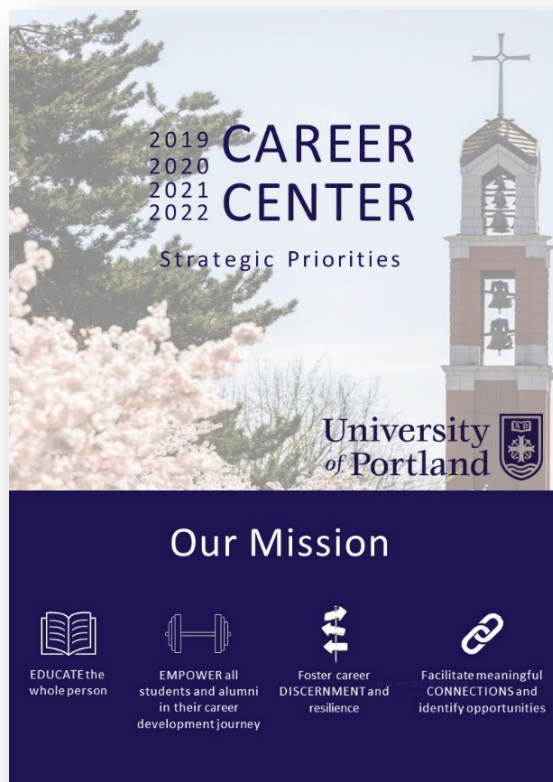 2019
2020
2021
2022
CAREER
CENTER
Strategic Priorities
University
of Portland
Our Mission
EDUCATE the
whole person
EMPOWER all
students and alumni
in their career
development journey
Foster career
DISCERNMENT and
resilience
Facilitate meaningful
CONNECTIONS and
identify opportunities